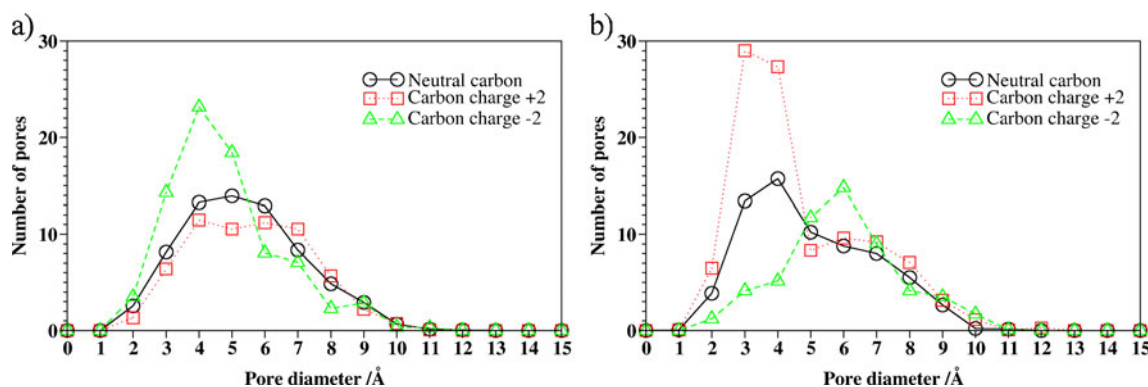 a)
30
20
10
0
Number of pores
Neutral carbon
Carbon charge +2
Carbon charge -2
0 1 2 3 4 5 6 7 8 9 10 11 12 13 14 15
Pore diameter /Å
b)
30
20
10
0
Number of pores
Neutral carbon
Carbon charge +2
Carbon charge -2
0 1 2 3 4 5 6 7 8 9 10 11 12 13 14 15
Pore diameter /Å